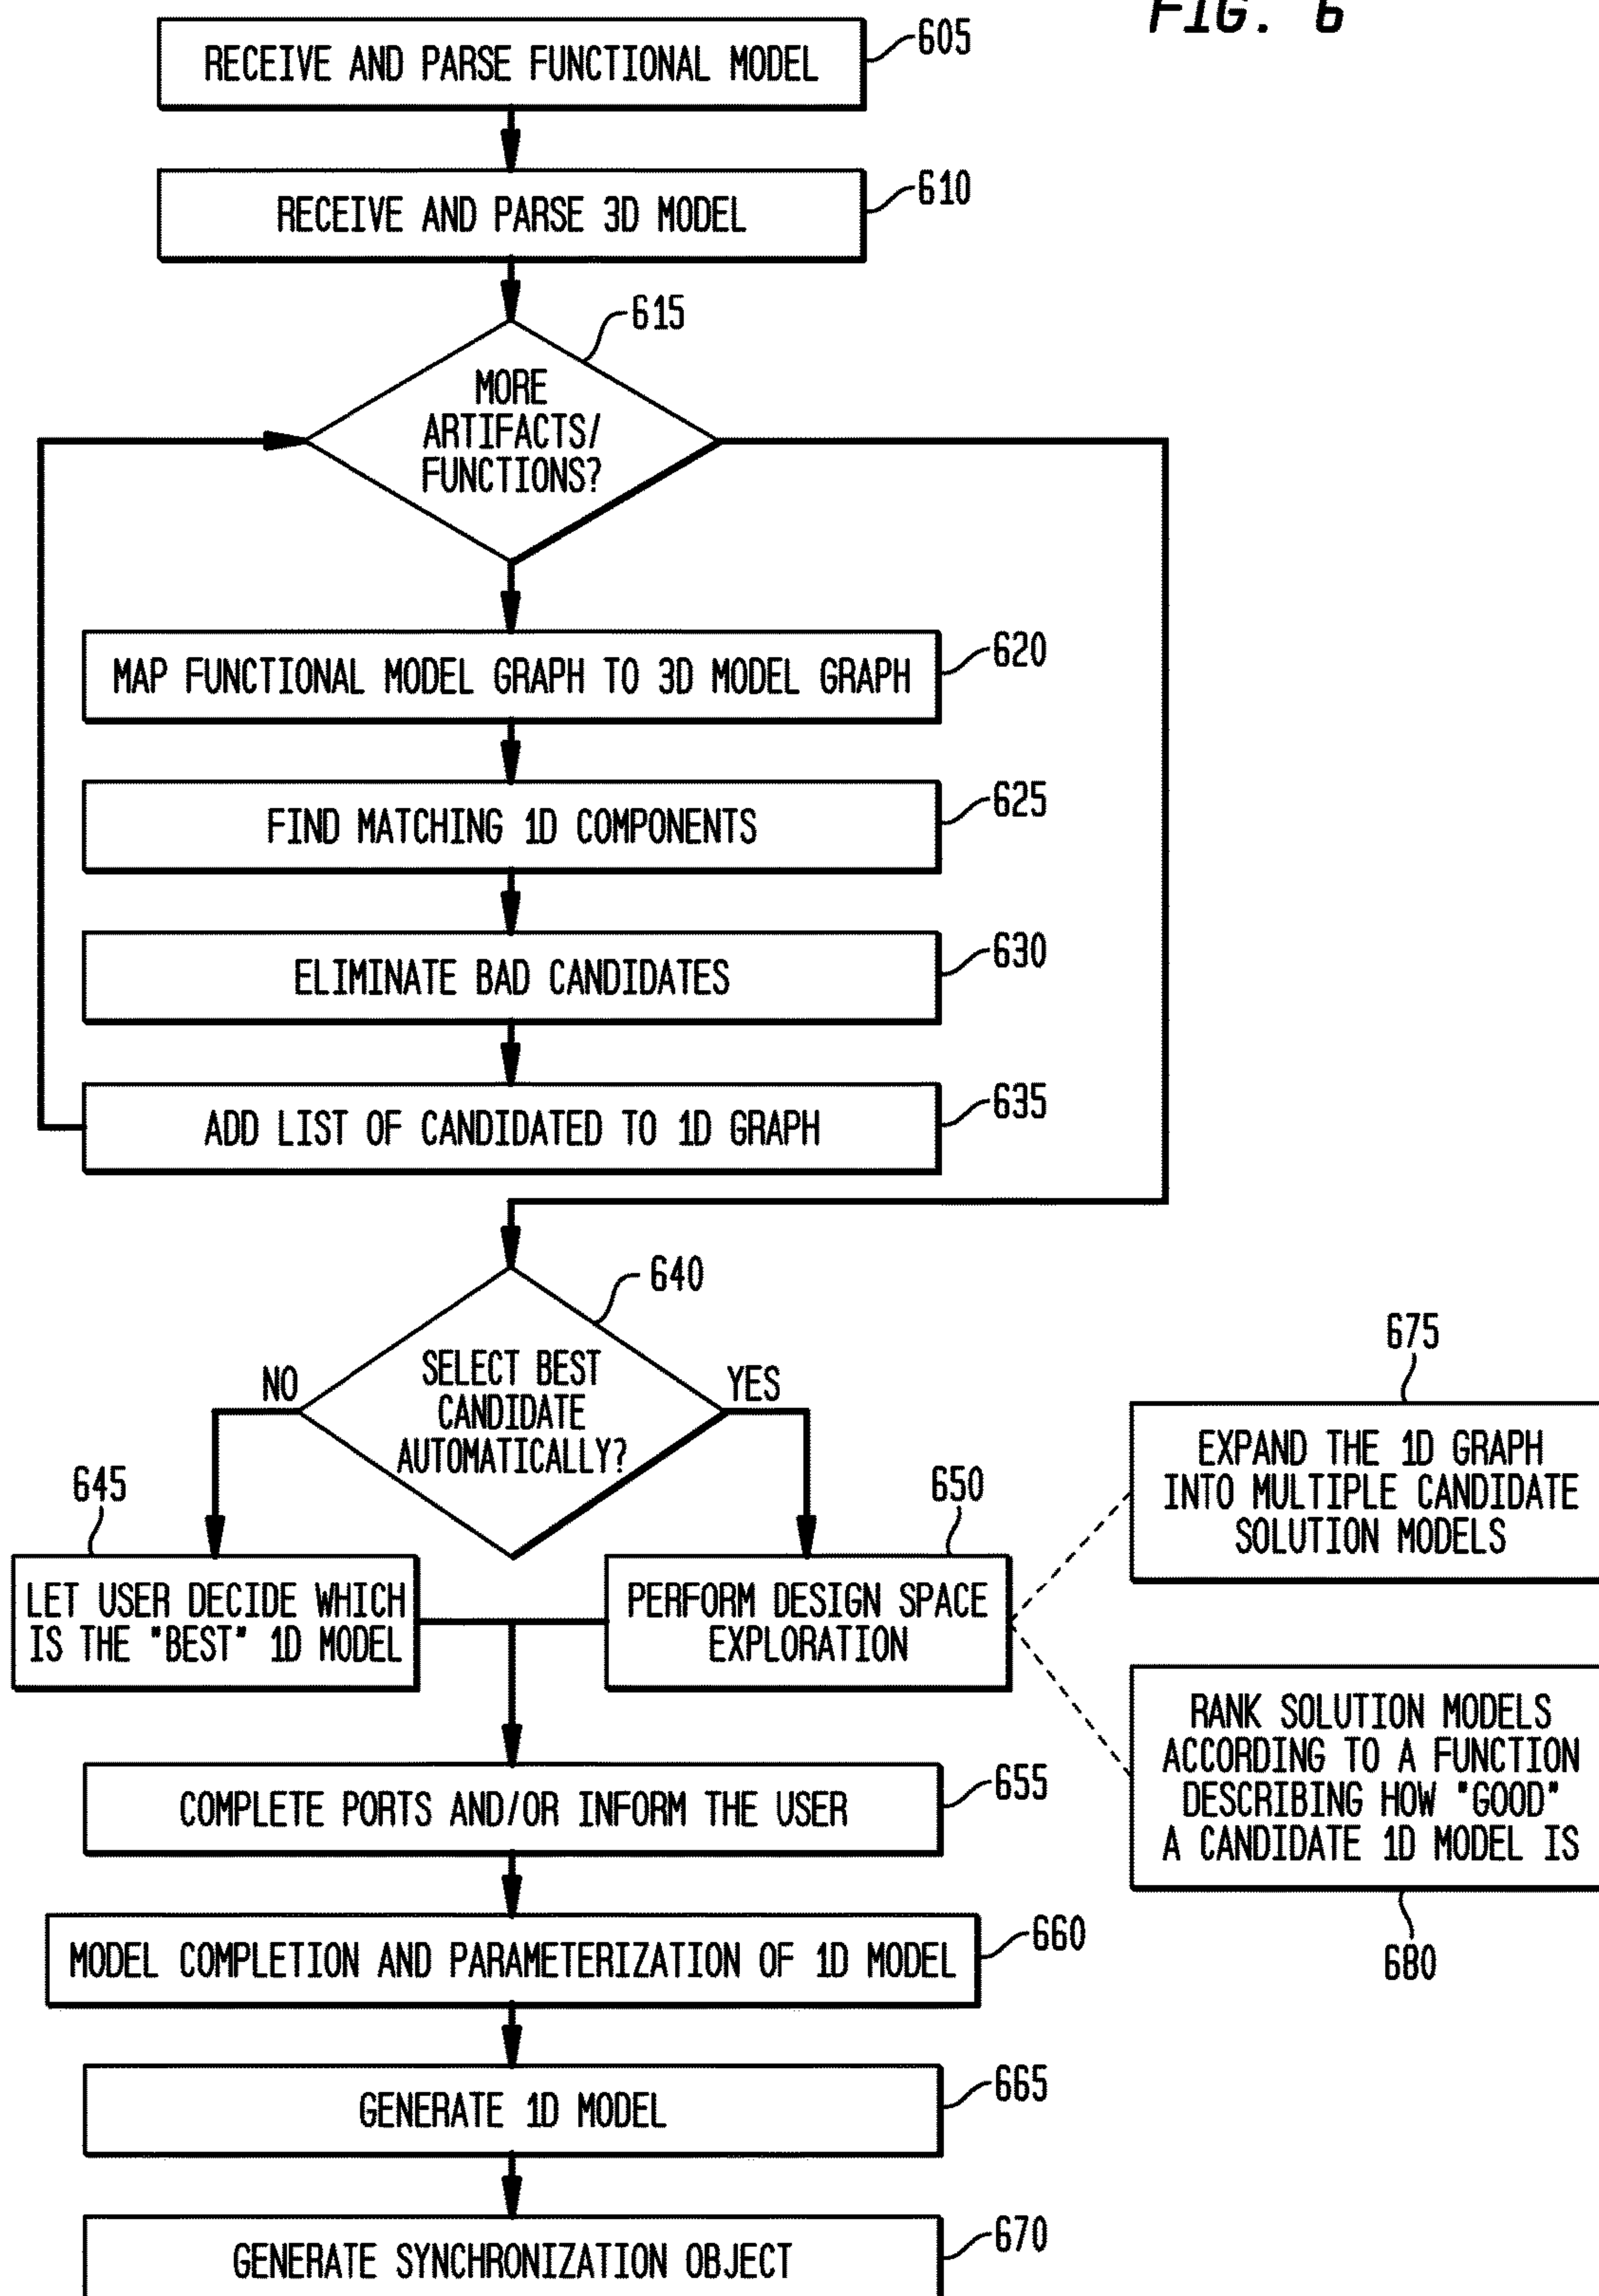 FIG. 6
RECEIVE AND PARSE FUNCTIONAL MODEL
605
RECEIVE AND PARSE 3D MODEL
610
615
MORE
ARTIFACTS/
FUNCTIONS?
MAP FUNCTIONAL MODEL GRAPH TO 3D MODEL GRAPH
620
FIND MATCHING 1D COMPONENTS
625
ELIMINATE BAD CANDIDATES
630
ADD LIST OF CANDIDATED TO 1D GRAPH
635
640
NO
SELECT BEST
CANDIDATE
AUTOMATICALLY?
YES
645
LET USER DECIDE WHICH
IS THE "BEST" 1D MODEL
650
PERFORM DESIGN SPACE
EXPLORATION
675
EXPAND THE 1D GRAPH
INTO MULTIPLE CANDIDATE
SOLUTION MODELS
RANK SOLUTION MODELS
ACCORDING TO A FUNCTION
DESCRIBING HOW "GOOD"
A CANDIDATE 1D MODEL IS
680
COMPLETE PORTS AND/OR INFORM THE USER
655
MODEL COMPLETION AND PARAMETERIZATION OF 1D MODEL
660
GENERATE 1D MODEL
665
GENERATE SYNCHRONIZATION OBJECT
670